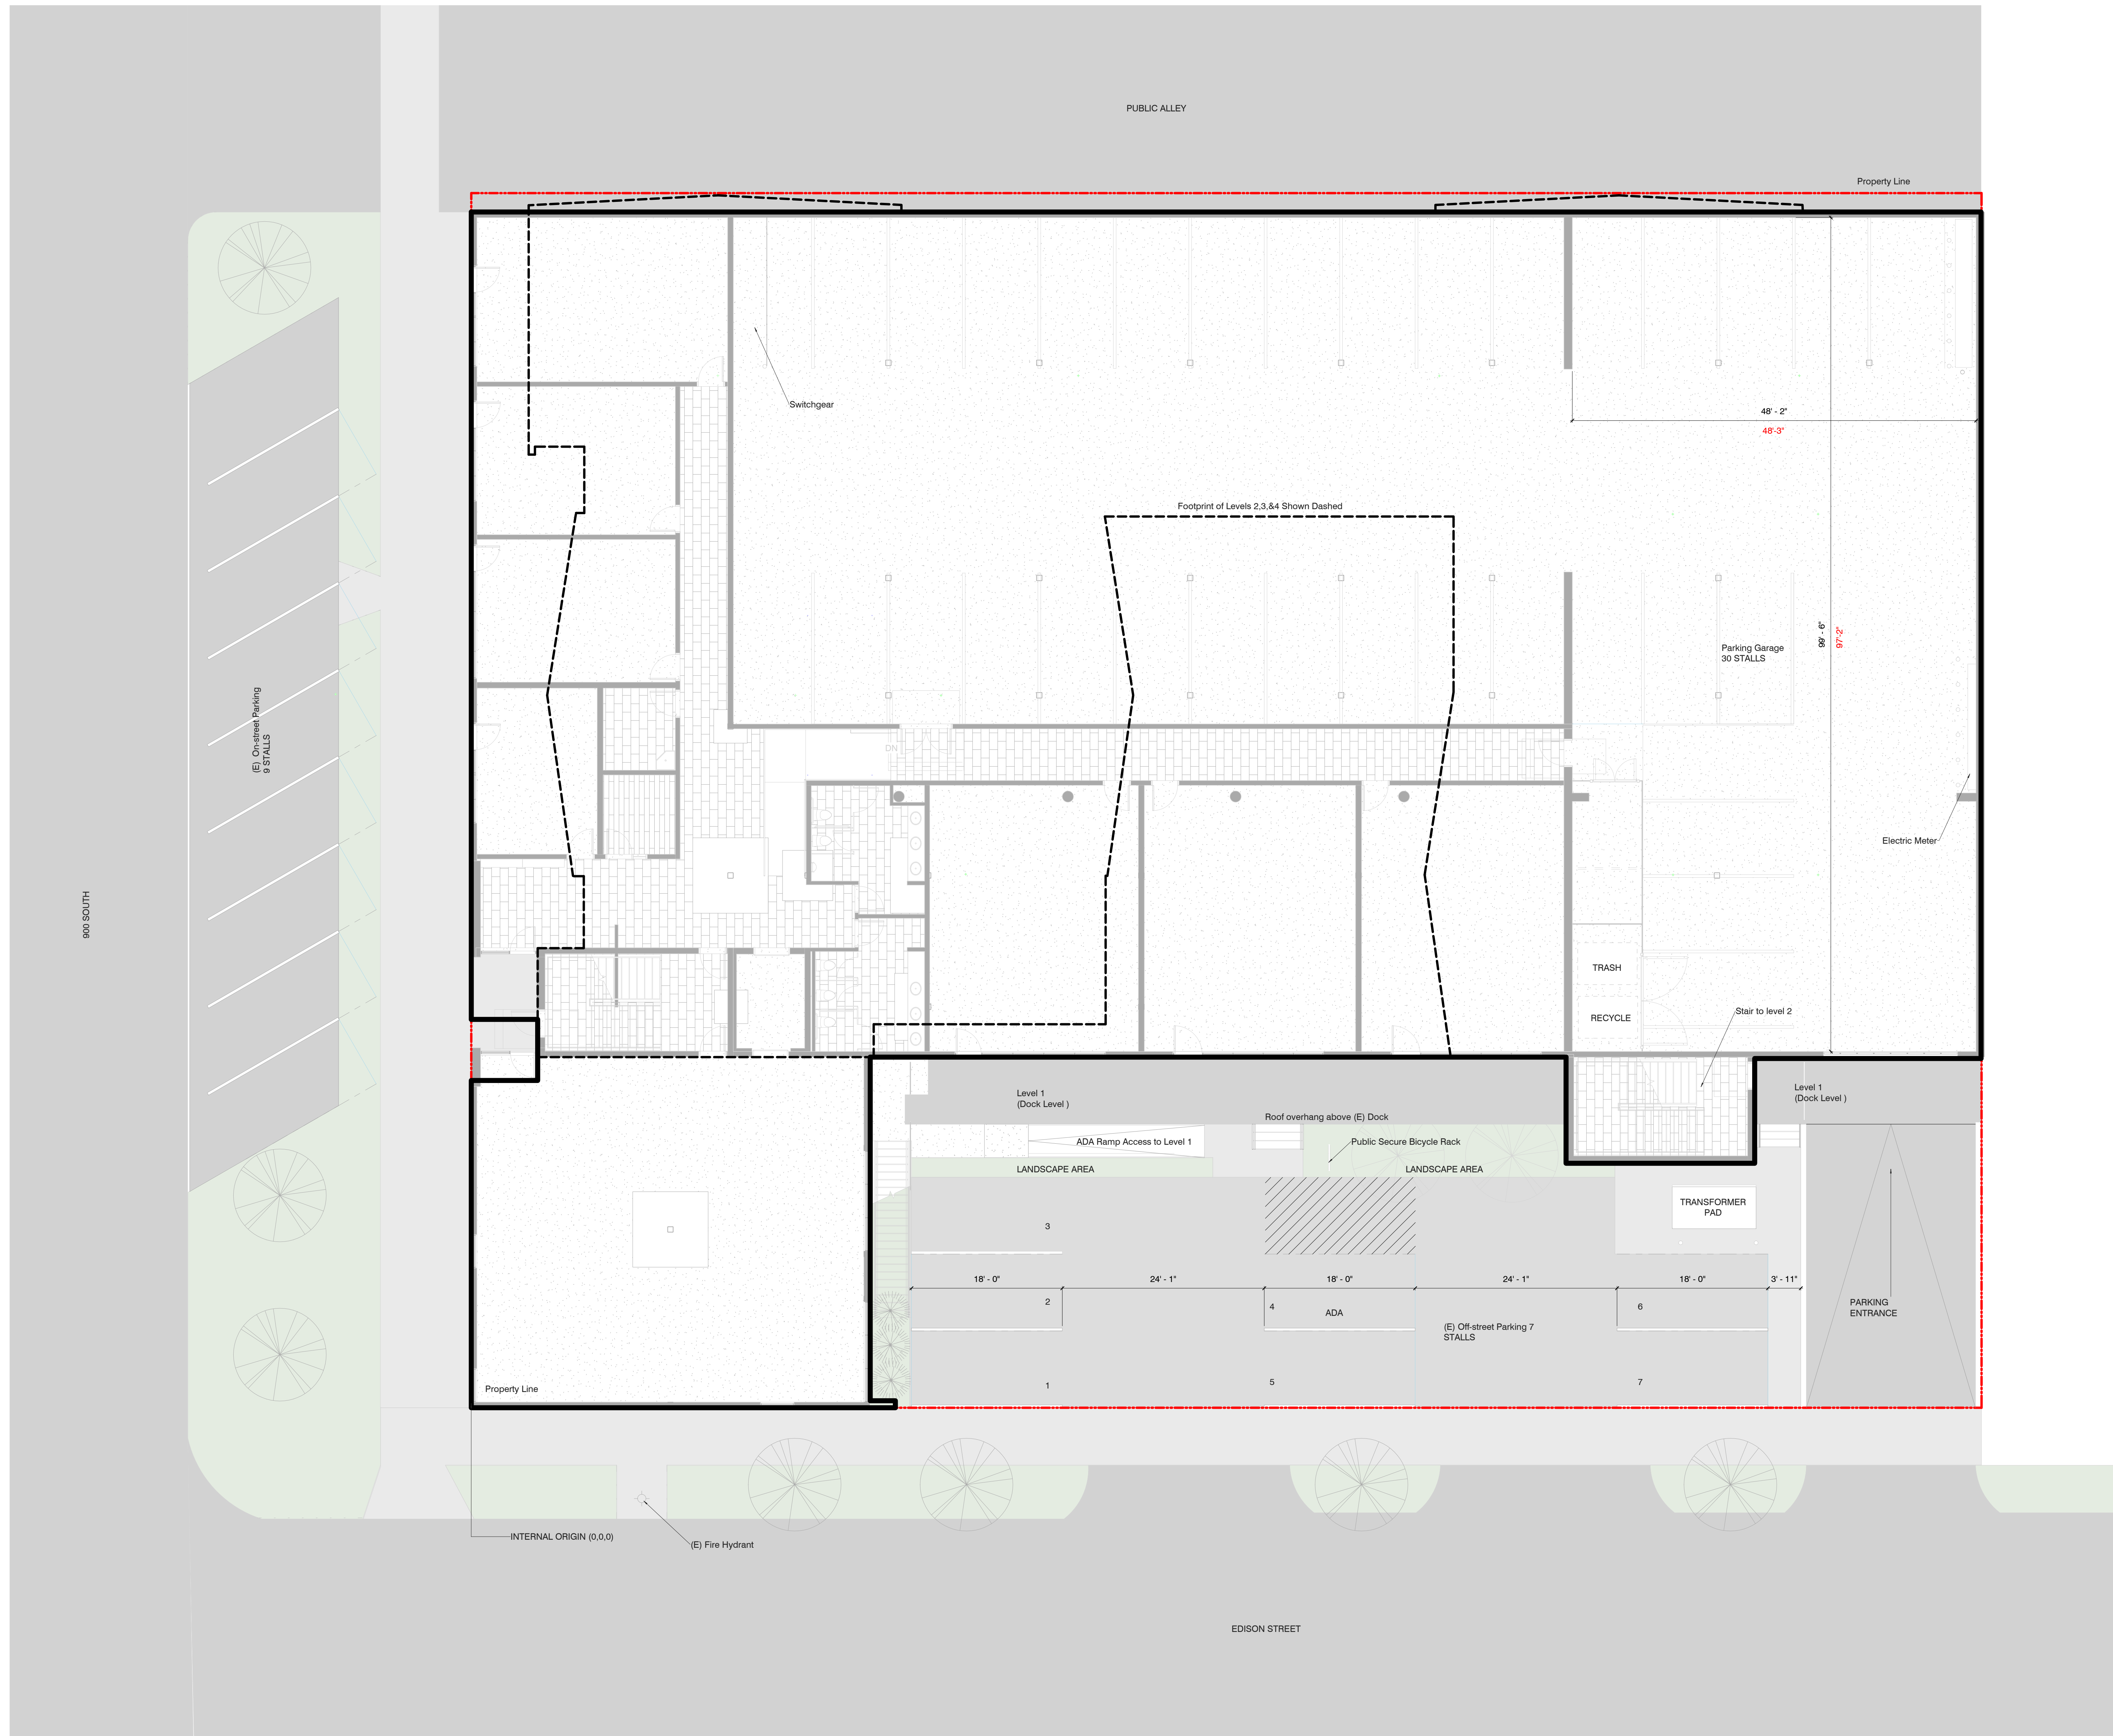 PUBLIC ALLEY
Property Line
Switchgear
48' - 2"
48'-3"
Footprint of Levels 2,3,&4 Shown Dashed
99' - 6"
97'-2"
Parking Garage
30 STALLS
(E) On-street Parking
9 STALLS
DN
Electric Meter
900 SOUTH
TRASH
RECYCLE
Stair to level 2
Level 1
(Dock Level )
Level 1
(Dock Level )
Roof overhang above (E) Dock
ADA Ramp Access to Level 1
Public Secure Bicycle Rack
LANDSCAPE AREA
LANDSCAPE AREA
TRANSFORMER
PAD
3
18' - 0"
24' - 1"
18' - 0"
24' - 1"
18' - 0"
3' - 11"
2
4
ADA
6
PARKING
ENTRANCE
(E) Off-street Parking 7
STALLS
Property Line
1
5
7
INTERNAL ORIGIN (0,0,0)
(E) Fire Hydrant
EDISON STREET